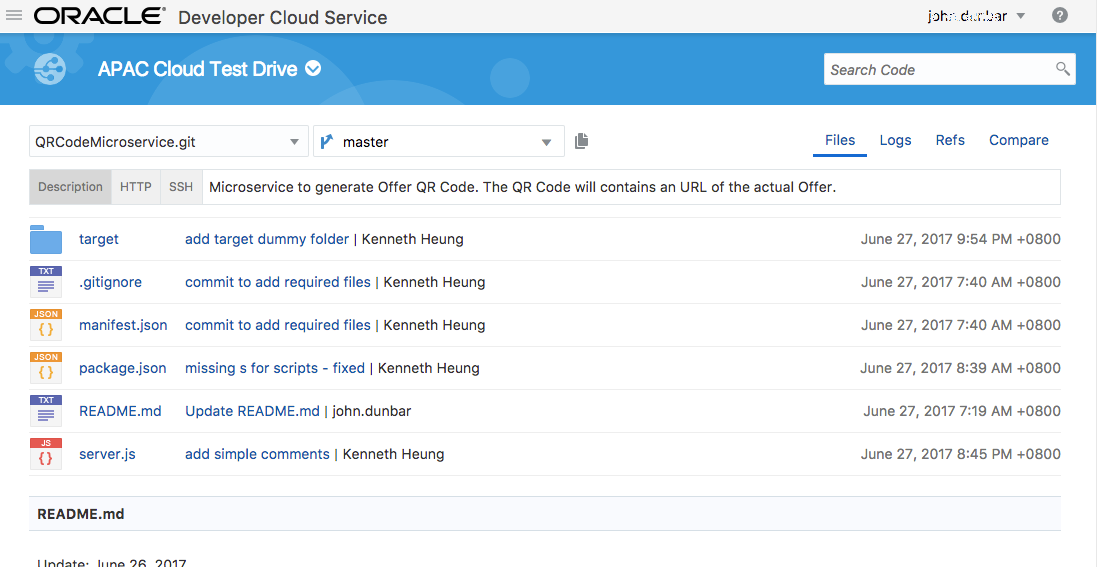 ORACLE® Developer Cloud Service john.dunbar ?
APAC Cloud Test Drive Search Code
QRCodeMicroservice.git master Files Logs Refs Compare
Description HTTP SSH Microservice to generate Offer QR Code. The QR Code will contains an URL of the actual Offer.
target add target dummy folder | Kenneth Heung June 27, 2017 9:54 PM +0800
TXT .gitignore commit to add required files | Kenneth Heung June 27, 2017 7:40 AM +0800
JSON { } manifest.json commit to add required files | Kenneth Heung June 27, 2017 7:40 AM +0800
JSON { } package.json missing s for scripts - fixed | Kenneth Heung June 27, 2017 8:39 AM +0800
TXT README.md Update README.md | john.dunbar June 27, 2017 7:19 AM +0800
JS { } server.js add simple comments | Kenneth Heung June 27, 2017 8:45 PM +0800
README.md
Update: June 26, 2017